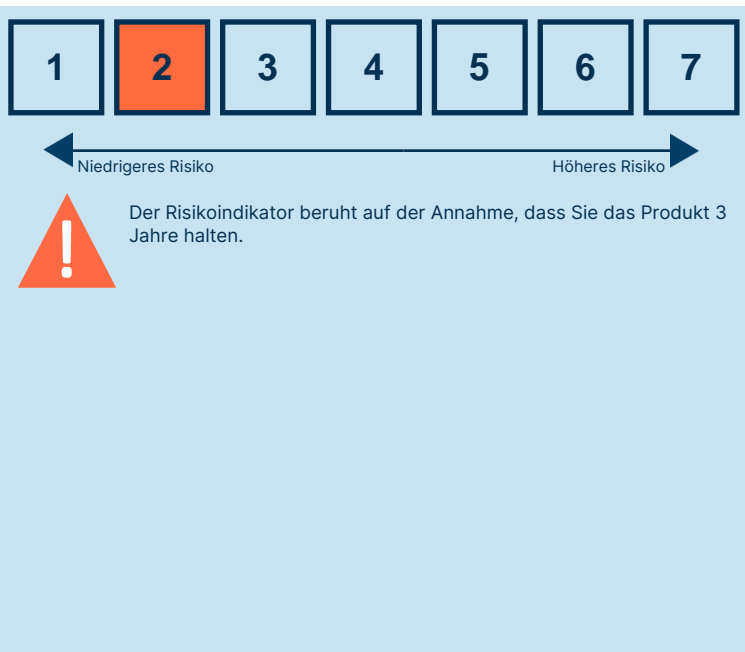 1 2 3 4 5 6 7
Niedrigeres Risiko Höheres Risiko
Der Risikoindikator beruht auf der Annahme, dass Sie das Produkt 3
Jahre halten.